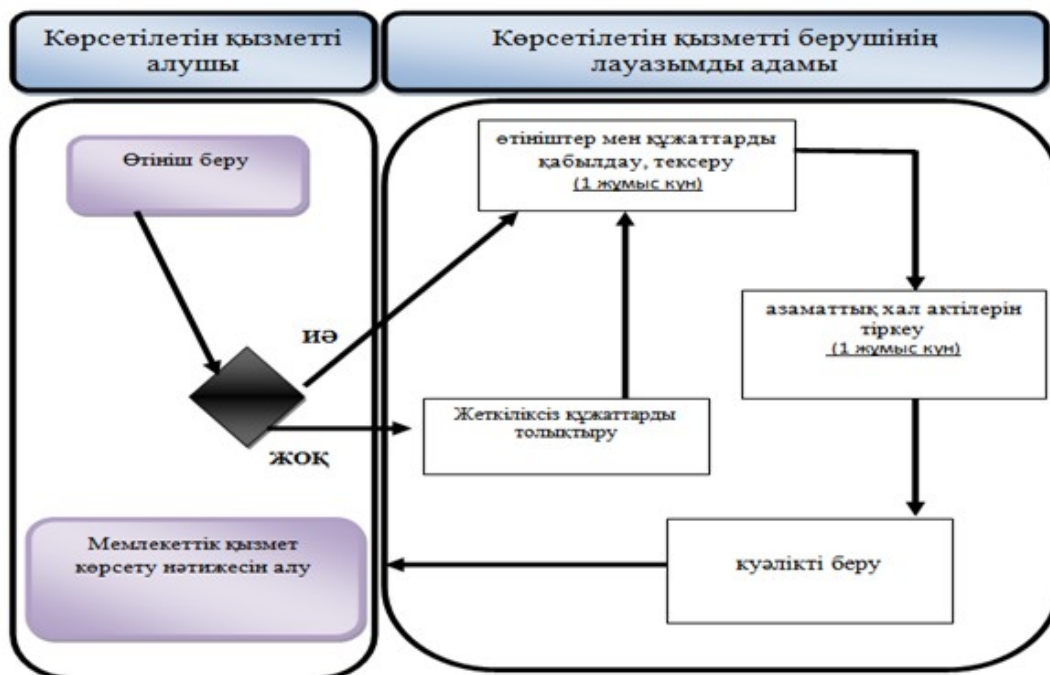 Көрсетілетін қызметті
алушы
Көрсетілетін қызметті берушінің
лауазымды адамы
Өтініш беру
өтініштер мен құжаттарды
қабылдау, тексеру
(1 жұмыс күн)
азаматтық хал актілерін
тіркеу
(1 жұмыс күн)
иә
Жеткіліксіз құжаттарды
толықтыру
жоқ
Мемлекеттік қызмет
көрсету нәтижесін алу
куәлікті беру